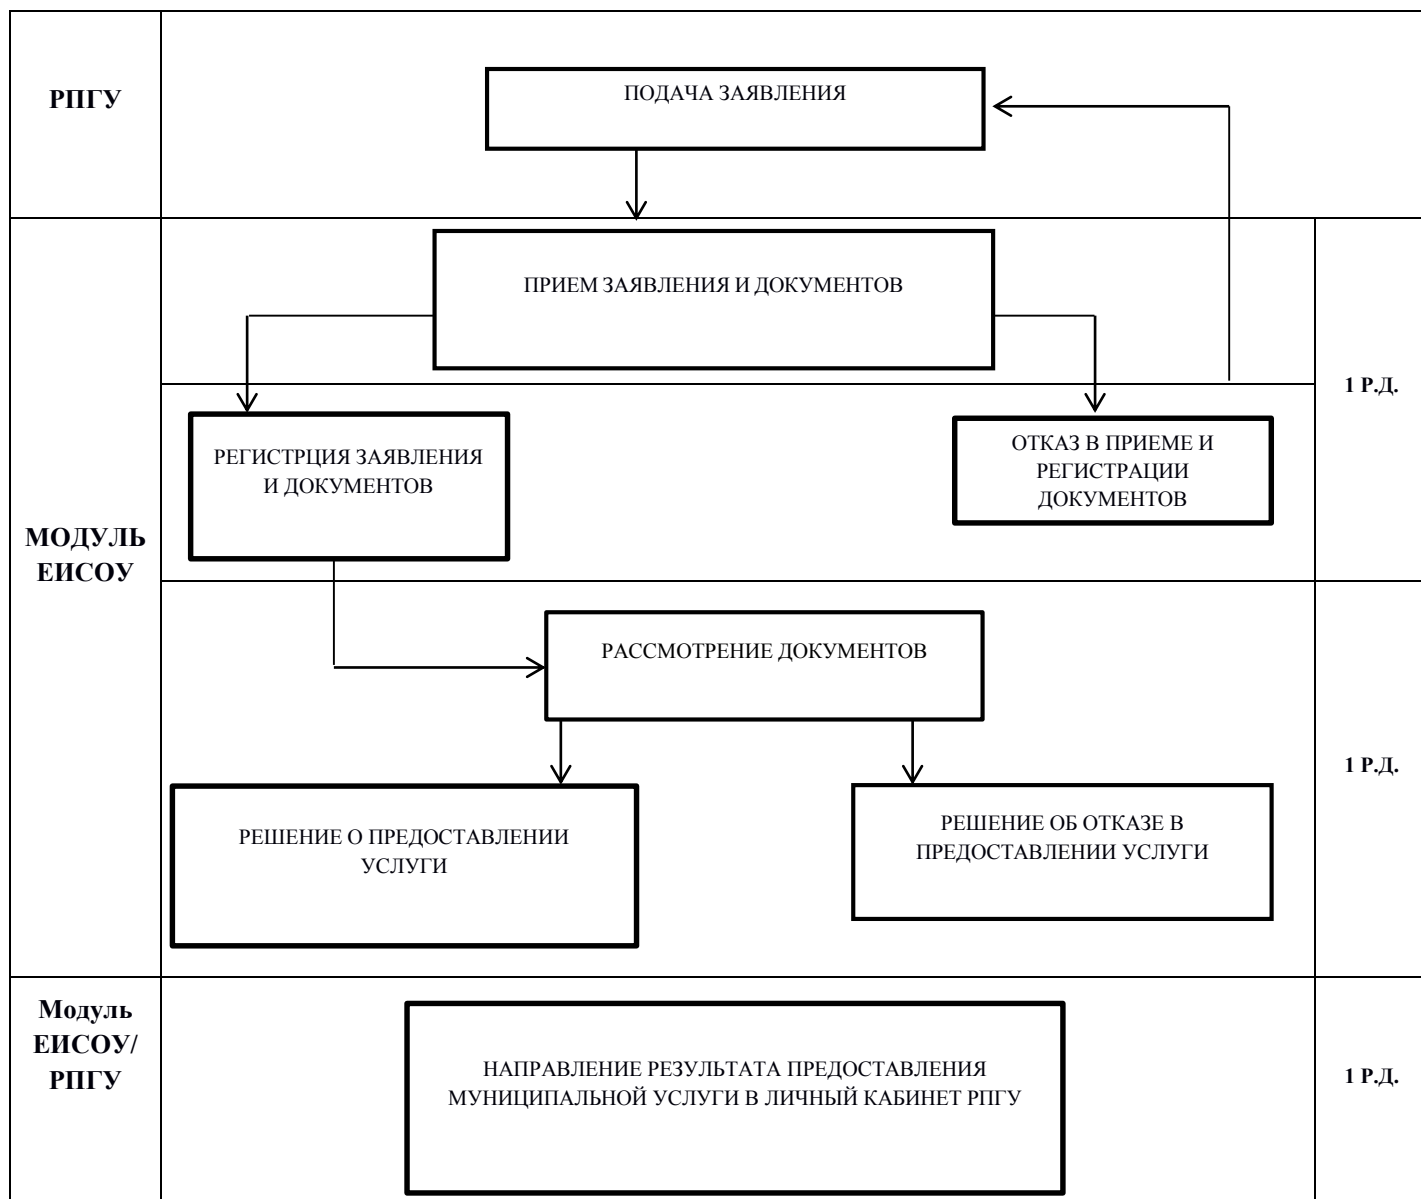 РПГУ
ПОДАЧА ЗАЯВЛЕНИЯ
ПРИЕМ ЗАЯВЛЕНИЯ И ДОКУМЕНТОВ
1 Р.Д.
РЕГИСТРЦИЯ ЗАЯВЛЕНИЯ
И ДОКУМЕНТОВ
ОТКАЗ В ПРИЕМЕ И
РЕГИСТРАЦИИ
ДОКУМЕНТОВ
МОДУЛЬ
ЕИСОУ
РАССМОТРЕНИЕ ДОКУМЕНТОВ
1 Р.Д.
РЕШЕНИЕ О ПРЕДОСТАВЛЕНИИ
УСЛУГИ
РЕШЕНИЕ ОБ ОТКАЗЕ В
ПРЕДОСТАВЛЕНИИ УСЛУГИ
Модуль
ЕИСОУ/
РПГУ
НАПРАВЛЕНИЕ РЕЗУЛЬТАТА ПРЕДОСТАВЛЕНИЯ
МУНИЦИПАЛЬНОЙ УСЛУГИ В ЛИЧНЫЙ КАБИНЕТ РПГУ
1 Р.Д.